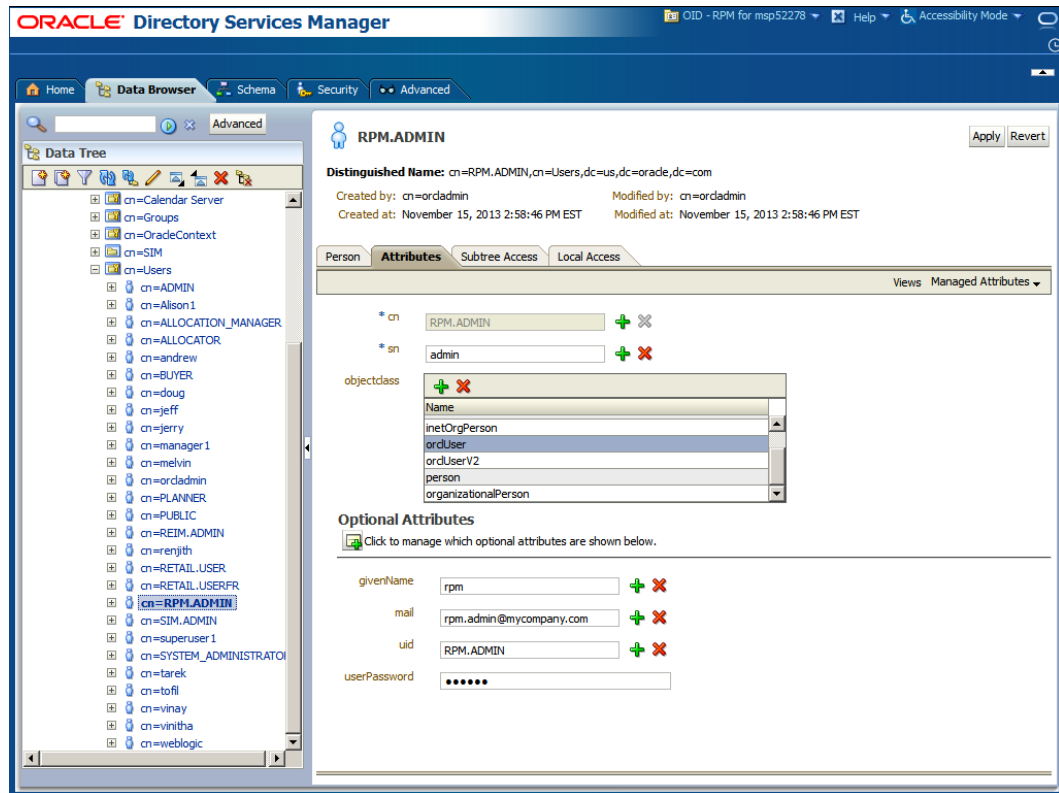 ORACLE Directory Services Manager
OID - RPM for msp52278 Help Accessibility Mode
Home Data Browser Schema Security Advanced
Advanced
Data Tree
cn=Calendar Server
cn=Groups
cn=OracleContext
cn=SIM
cn=Users
cn=ADMIN
cn=Alison1
cn=ALLOCATION_MANAGER
cn=ALLOCATOR
cn=andrew
cn=BUYER
cn=doug
cn=jeff
cn=jerry
cn=manager1
cn=melvin
cn=orcladmin
cn=PLANNER
cn=PUBLIC
cn=REIM.ADMIN
cn=renjith
cn=RETAIL.USER
cn=RETAIL.USERFR
cn=RPM.ADMIN
cn=SIM.ADMIN
cn=superuser1
cn=SYSTEM_ADMINISTRATO
cn=tarek
cn=tofil
cn=vinay
cn=vinitha
cn=weblogic
RPM.ADMIN
Apply Revert
Distinguished Name: cn=RPM.ADMIN,cn=Users,dc=us,dc=oracle,dc=com
Created by: cn=orcladmin Modified by: cn=orcladmin
Created at: November 15, 2013 2:58:46 PM EST Modified at: November 15, 2013 2:58:46 PM EST
Person Attributes Subtree Access Local Access
Views Managed Attributes
* cn RPM.ADMIN
* sn admin
objectclass
Name
inetOrgPerson
orclUser
orclUserV2
person
organizationalPerson
Optional Attributes
Click to manage which optional attributes are shown below.
givenName rpm
mail rpm.admin@mycompany.com
uid RPM.ADMIN
userPassword ••••••